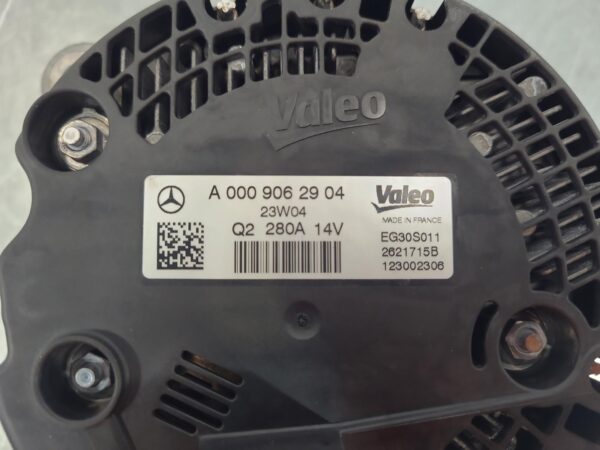 Valeo
A 000 906 29 04
23W04
Q2 280A 14V
Valeo
MADE IN FRANCE
EG30S011
2621715B
123002306